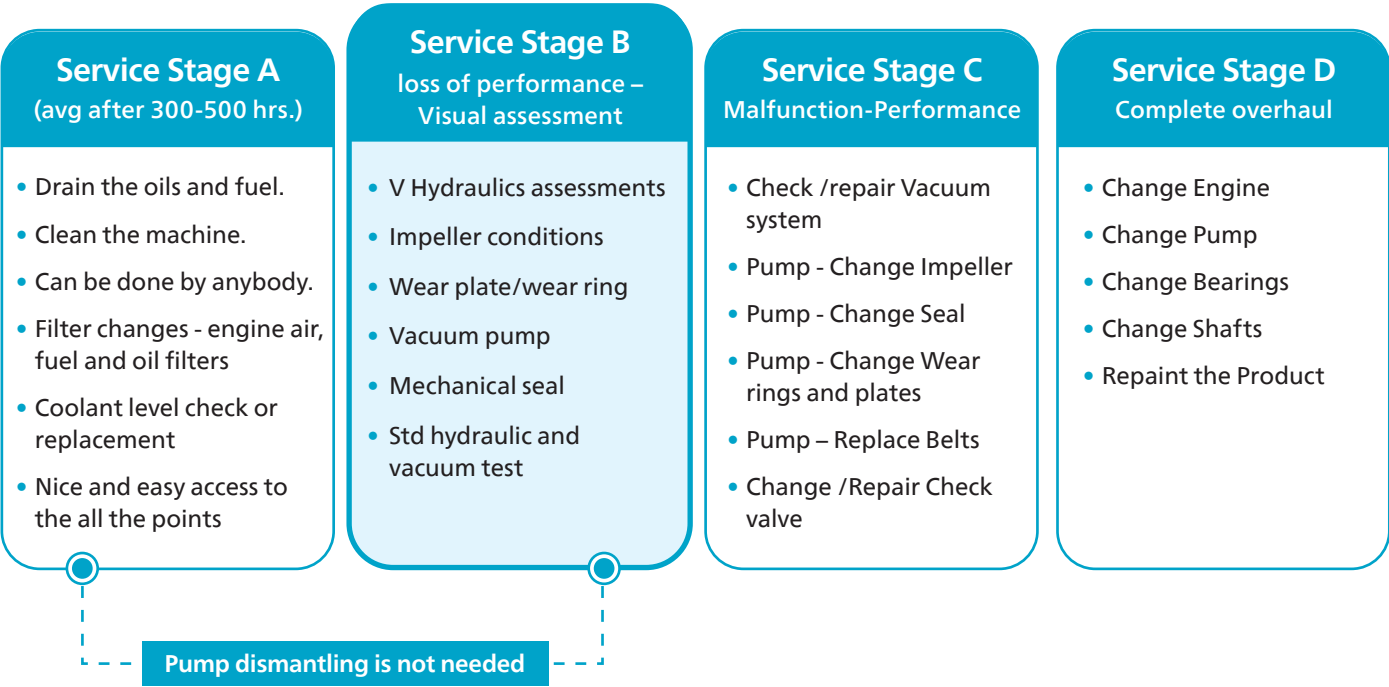 Service Stage A
(avg after 300-500 hrs.)
• Drain the oils and fuel.
• Clean the machine.
• Can be done by anybody.
• Filter changes - engine air,
fuel and oil filters
• Coolant level check or
replacement
• Nice and easy access to
the all the points
Service Stage B
loss of performance –
Visual assessment
• V Hydraulics assessments
• Impeller conditions
• Wear plate/wear ring
• Vacuum pump
• Mechanical seal
• Std hydraulic and
vacuum test
Service Stage C
Malfunction-Performance
• Check /repair Vacuum
system
• Pump - Change Impeller
• Pump - Change Seal
• Pump - Change Wear
rings and plates
• Pump – Replace Belts
• Change /Repair Check
valve
Service Stage D
Complete overhaul
• Change Engine
• Change Pump
• Change Bearings
• Change Shafts
• Repaint the Product
Pump dismantling is not needed